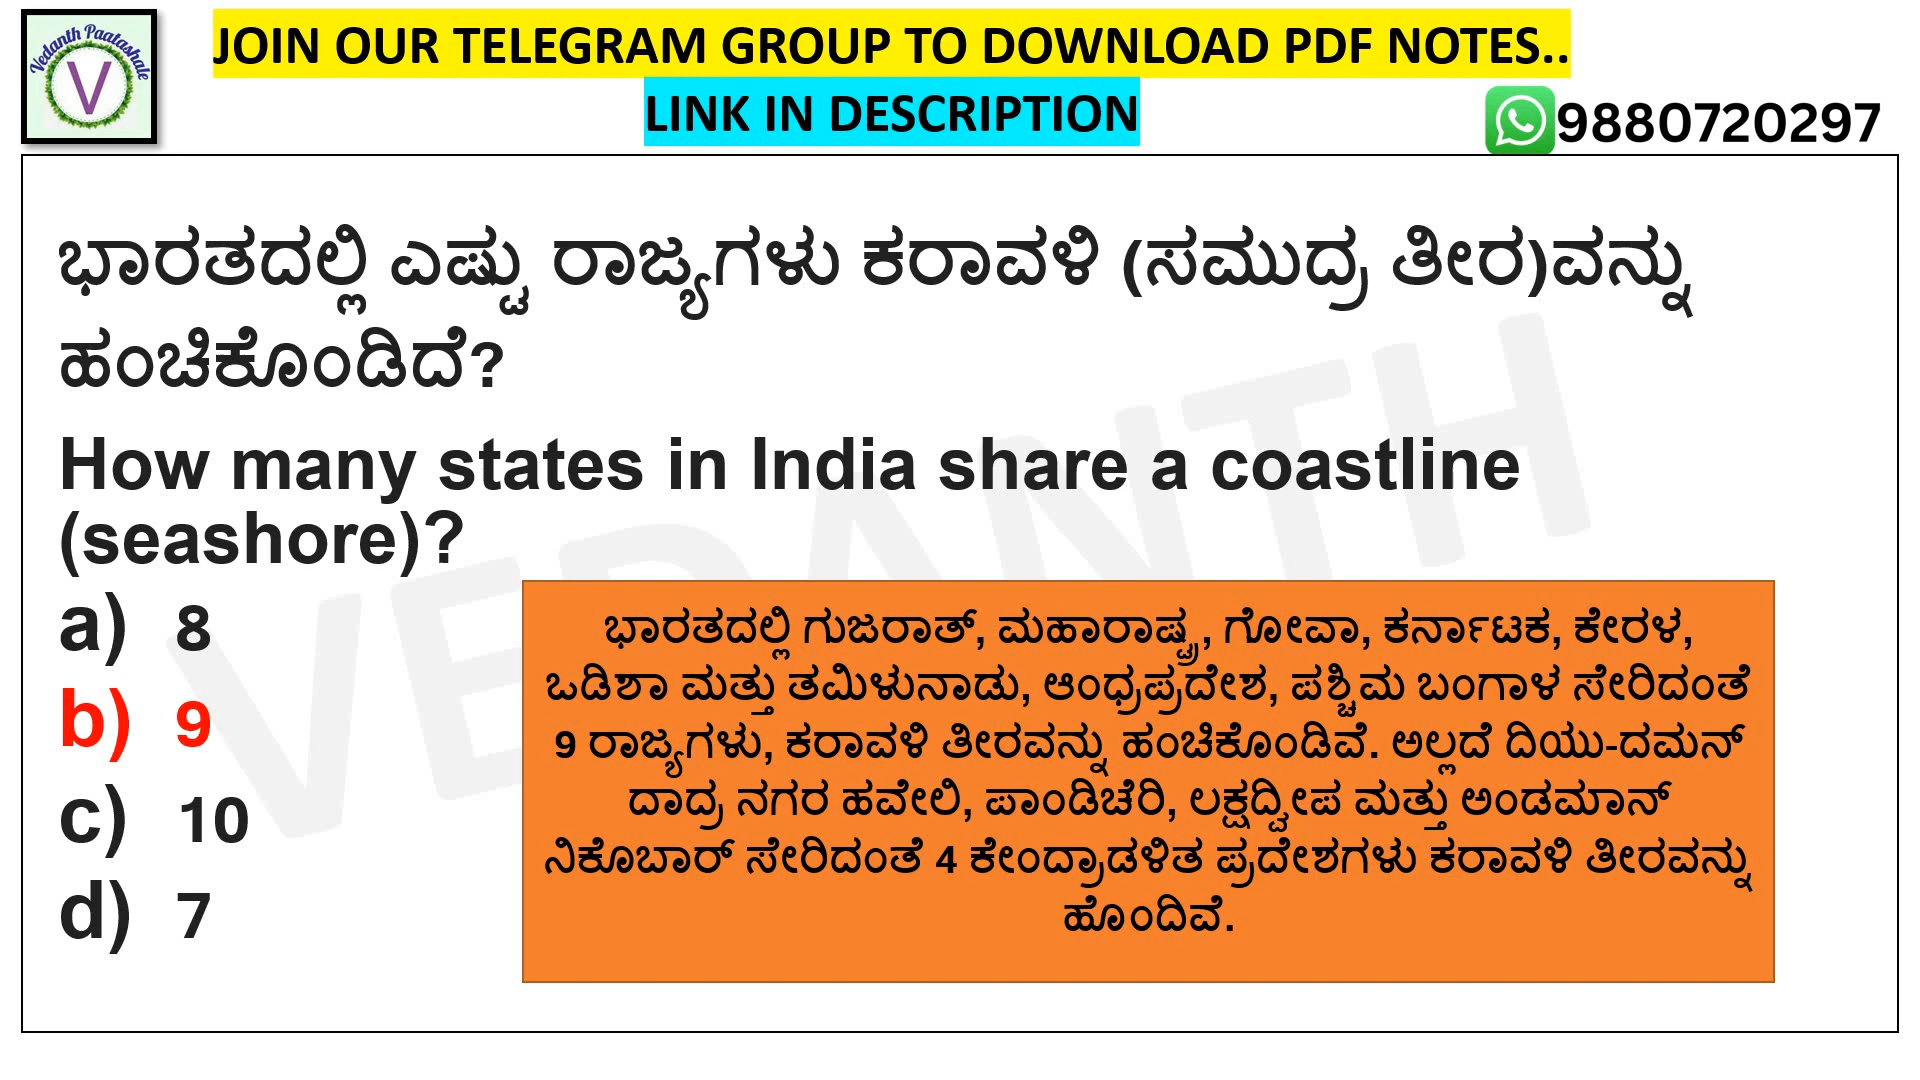 Vedanth Paatashale
V
JOIN OUR TELEGRAM GROUP TO DOWNLOAD PDF NOTES..
LINK IN DESCRIPTION
9880720297
ಭಾರತದಲ್ಲಿ ಎಷ್ಟು ರಾಜ್ಯಗಳು ಕರಾವಳಿ (ಸಮುದ್ರ ತೀರ)ವನ್ನು
ಹಂಚಿಕೊಂಡಿದೆ?
How many states in India share a coastline
(seashore)?
a) 8
b) 9
c) 10
d) 7
ಭಾರತದಲ್ಲಿ ಗುಜರಾತ್, ಮಹಾರಾಷ್ಟ್ರ, ಗೋವಾ, ಕರ್ನಾಟಕ, ಕೇರಳ,
ಒಡಿಶಾ ಮತ್ತು ತಮಿಳುನಾಡು, ಆಂಧ್ರಪ್ರದೇಶ, ಪಶ್ಚಿಮ ಬಂಗಾಳ ಸೇರಿದಂತೆ
9 ರಾಜ್ಯಗಳು, ಕರಾವಳಿ ತೀರವನ್ನು ಹಂಚಿಕೊಂಡಿವೆ. ಅಲ್ಲದೆ ದಿಯು-ದಮನ್
ದಾದ್ರ ನಗರ ಹವೇಲಿ, ಪಾಂಡಿಚೆರಿ, ಲಕ್ಷದ್ವೀಪ ಮತ್ತು ಅಂಡಮಾನ್
ನಿಕೊಬಾರ್ ಸೇರಿದಂತೆ 4 ಕೇಂದ್ರಾಡಳಿತ ಪ್ರದೇಶಗಳು ಕರಾವಳಿ ತೀರವನ್ನು
ಹೊಂದಿವೆ.
VEDANTH